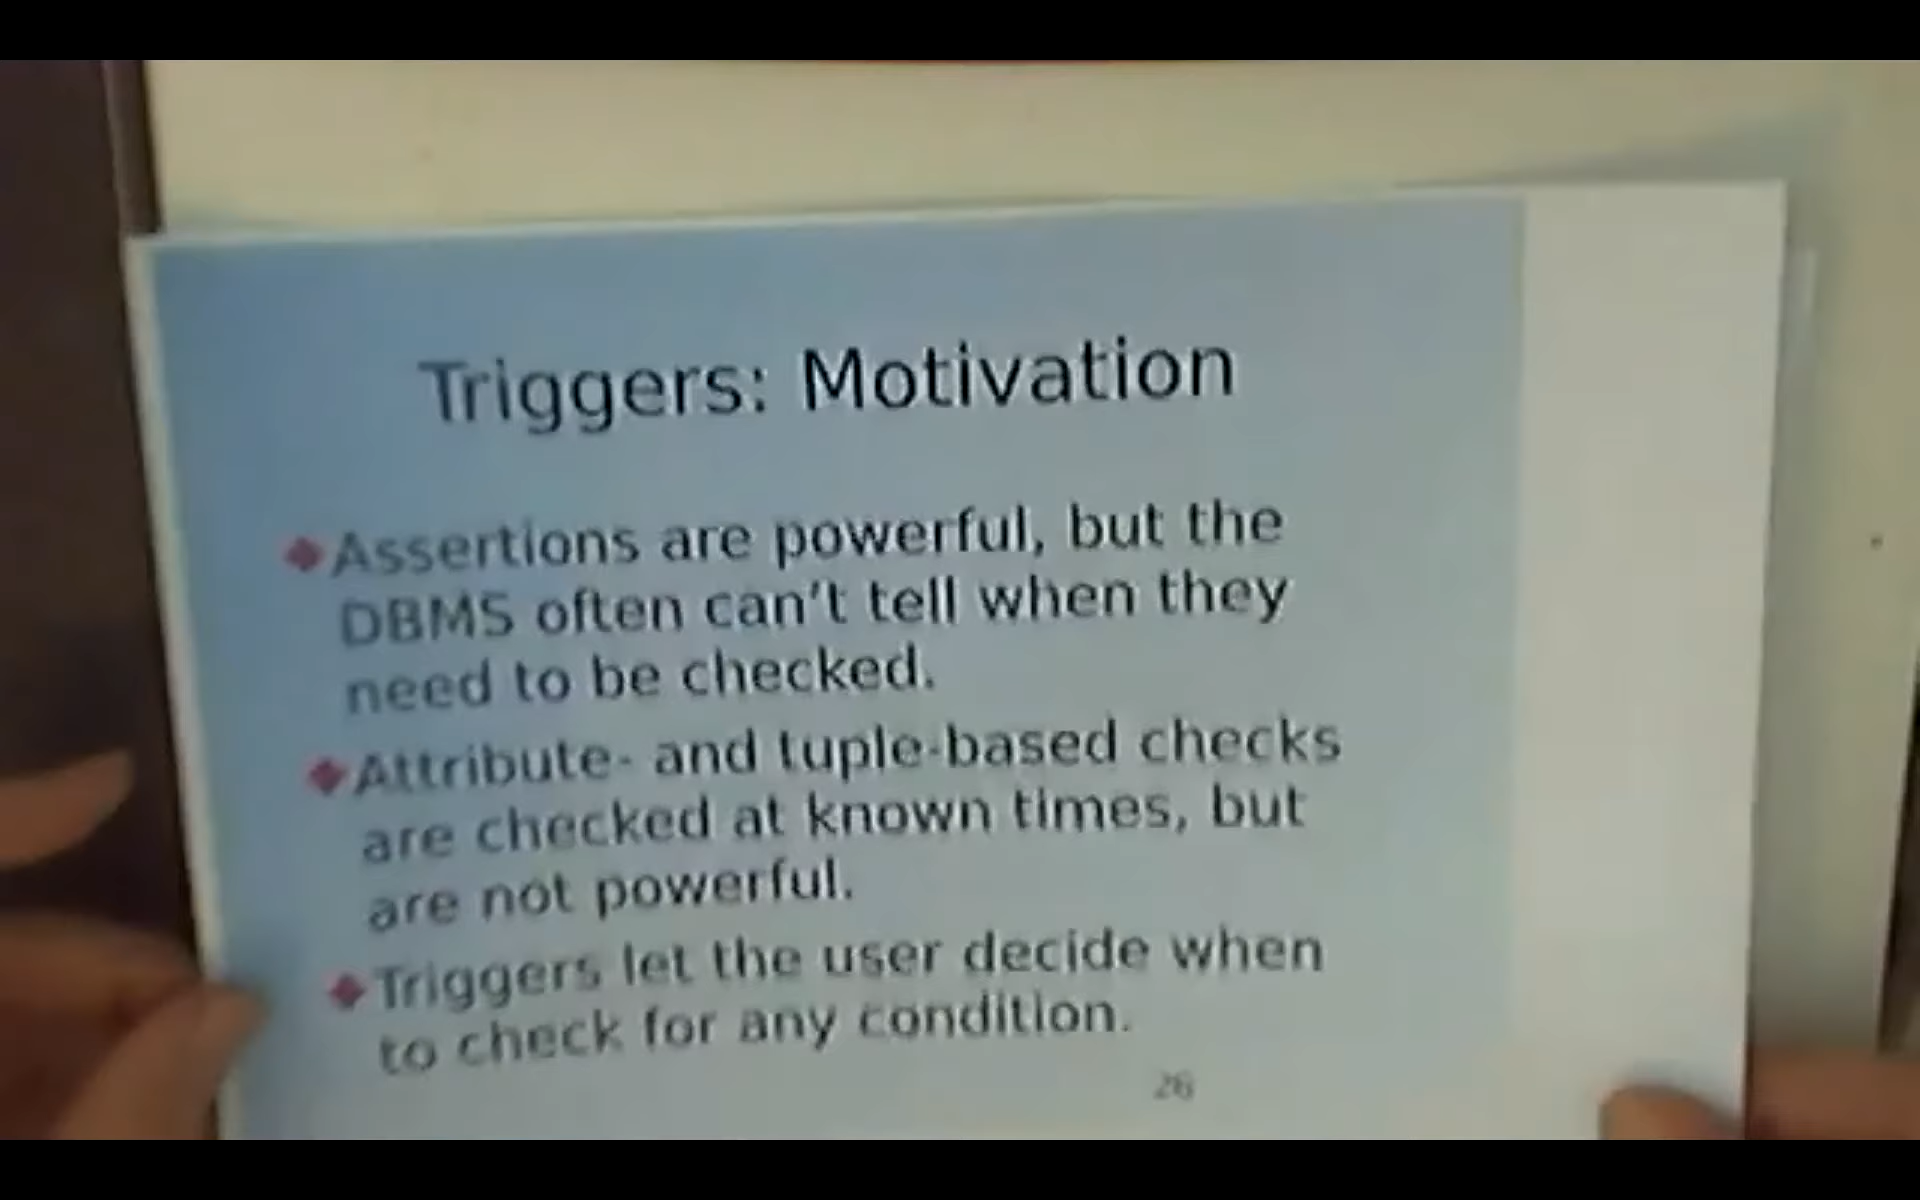 Triggers: Motivation
Assertions are powerful, but the
DBMS often can't tell when they
need to be checked.
Attribute- and tuple-based checks
are checked at known times, but
are not powerful.
Triggers let the user decide when
to check for any condition.
26